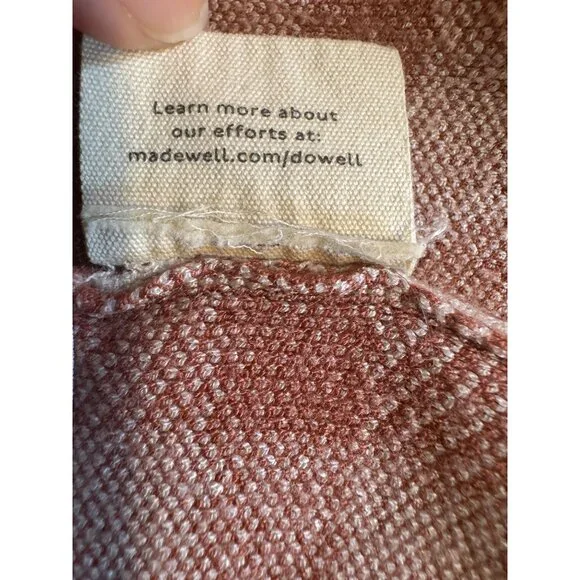 Learn more about
our efforts at:
madewell.com/dowell